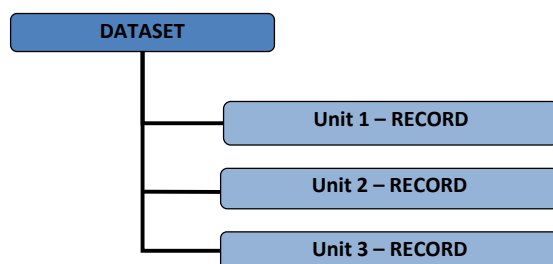 DATASET
Unit 1 – RECORD
Unit 2 – RECORD
Unit 3 – RECORD